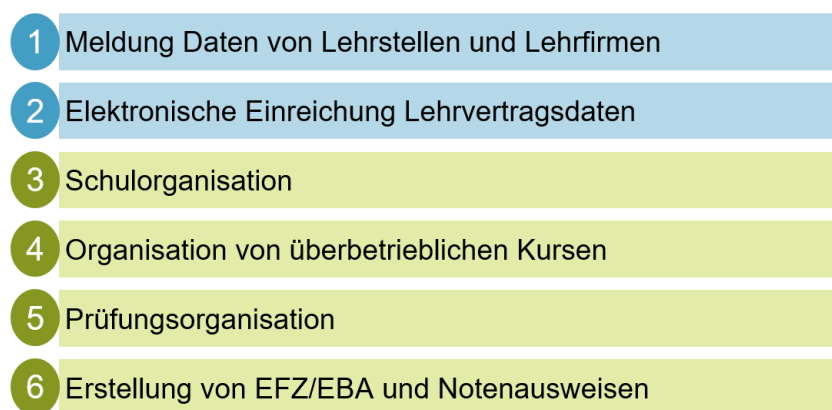 1 Meldung Daten von Lehrstellen und Lehrfirmen
2 Elektronische Einreichung Lehrvertragsdaten
3 Schulorganisation
4 Organisation von überbetrieblichen Kursen
5 Prüfungsorganisation
6 Erstellung von EFZ/EBA und Notenausweisen